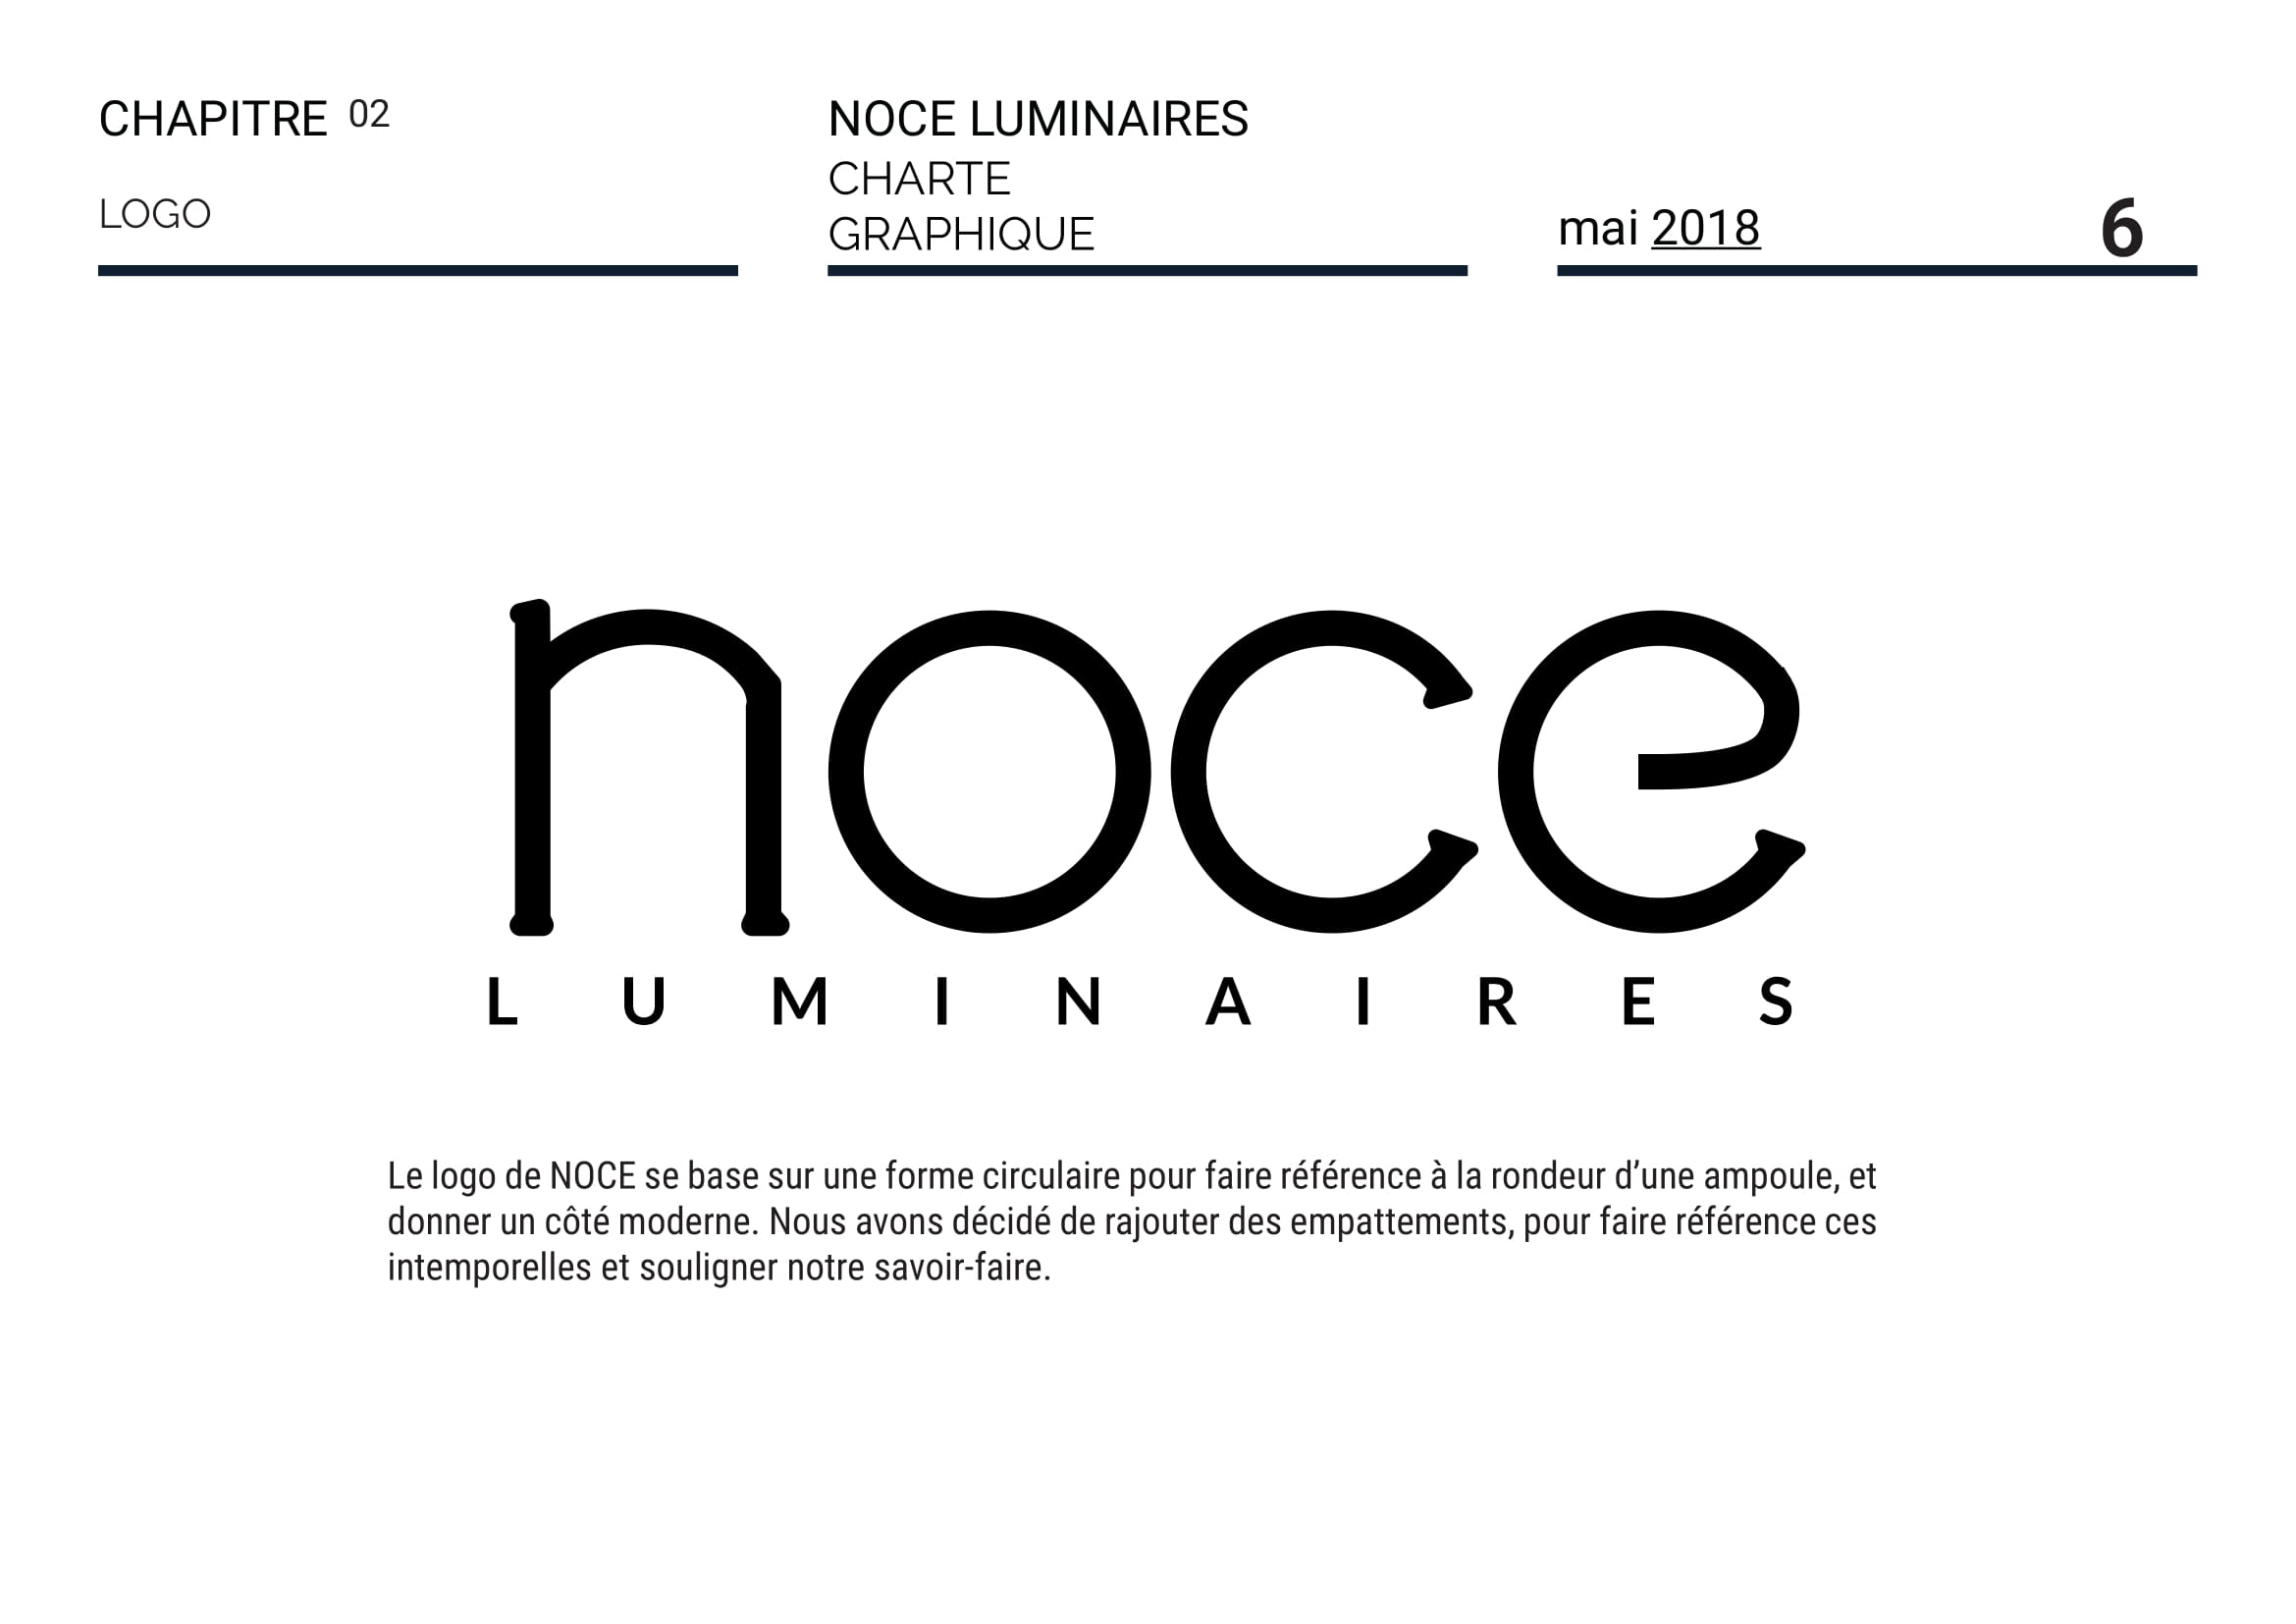 CHAPITRE 02
LOGO
NOCE LUMINAIRES
CHARTE
GRAPHIQUE
mai 2018
6
noce
LUMINAIRES
Le logo de NOCE se base sur une forme circulaire pour faire référence à la rondeur d’une ampoule, et
donner un côté moderne. Nous avons décidé de rajouter des empattements, pour faire référence ces
intemporelles et souligner notre savoir-faire.